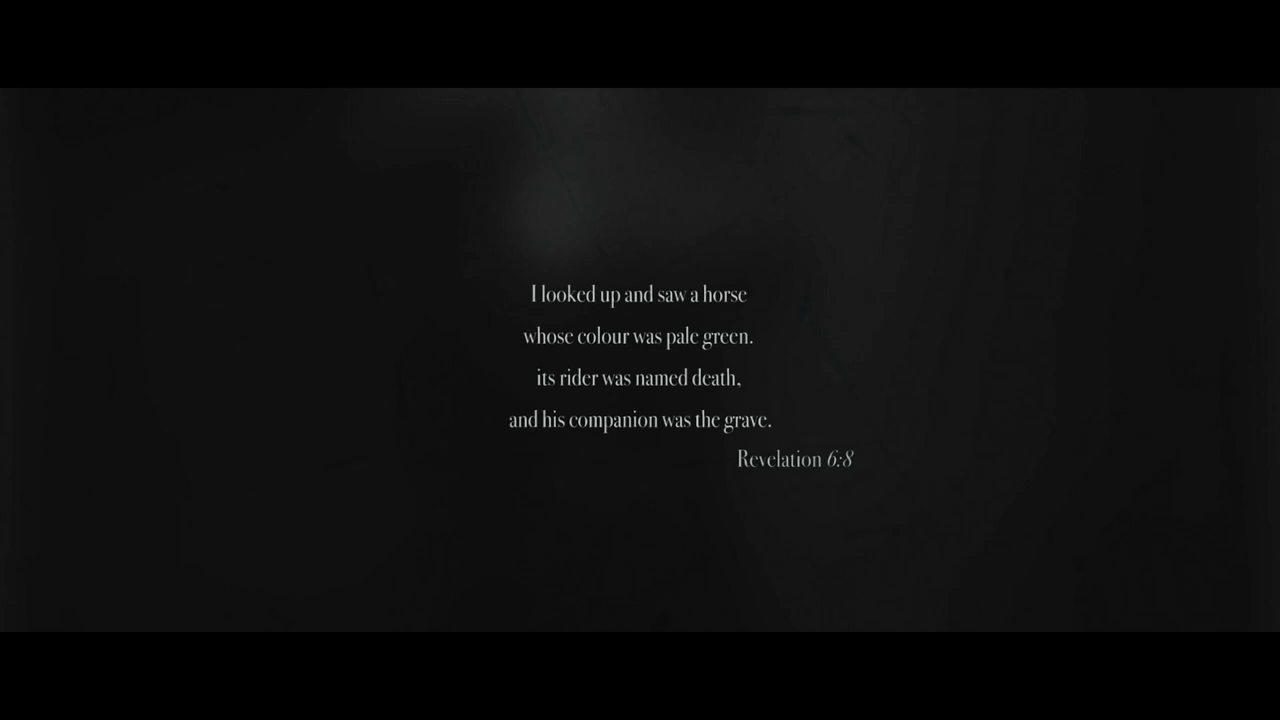 I looked up and saw a horse
whose colour was pale green.
its rider was named death,
and his companion was the grave.
Revelation 6:8